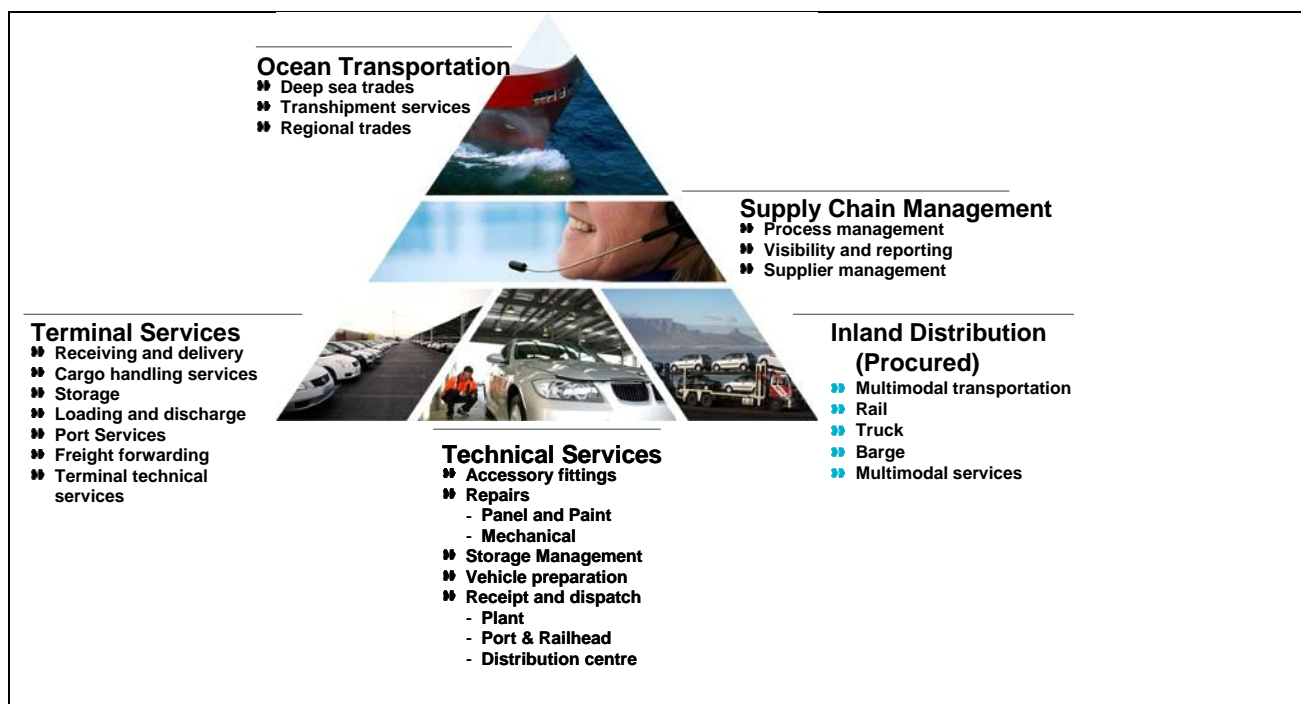 Ocean Transportation
Deep sea trades
Transhipment services
Regional trades
Supply Chain Management
Process management
Visibility and reporting
Supplier management
Terminal Services
Receiving and delivery
Cargo handling services
Storage
Loading and discharge
Port Services
Freight forwarding
Terminal technical
services
Technical Services
Accessory fittings
Repairs
- Panel and Paint
- Mechanical
Storage Management
Vehicle preparation
Receipt and dispatch
- Plant
- Port & Railhead
- Distribution centre
Inland Distribution
(Procured)
Multimodal transportation
Rail
Truck
Barge
Multimodal services